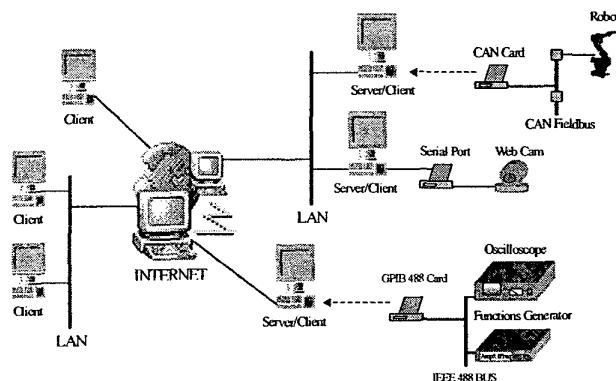 Robo
CAN Card
Server/Client
Client
CAN Fieldbus
Serial Port
Web Cam
Server/Client
Client
LAN
INTERNET
Oscilloscope
GPIB 488 Card
Client
Server/Client
Functions Generator
LAN
IEEE 488 BUS